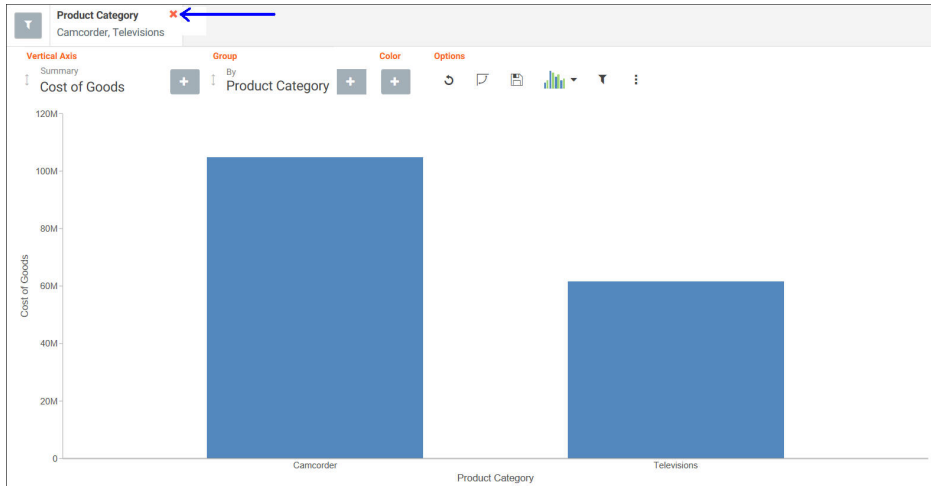 Product Category
Camcorder, Televisions
Vertical Axis Group Color Options
Summary By
Cost of Goods Product Category
120M
100M
80M
60M
40M
20M
0
Cost of Goods
Camcorder Televisions
Product Category